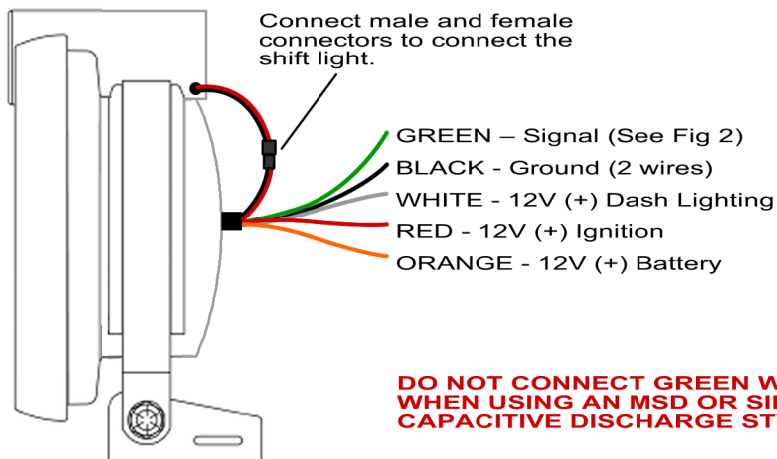 Connect male and female
connectors to connect the
shift light.
GREEN – Signal (See Fig 2)
BLACK - Ground (2 wires)
WHITE - 12V (+) Dash Lighting
RED - 12V (+) Ignition
ORANGE - 12V (+) Battery
DO NOT CONNECT GREEN
WHEN USING AN MSD OR
CAPACITIVE DISCHARGE